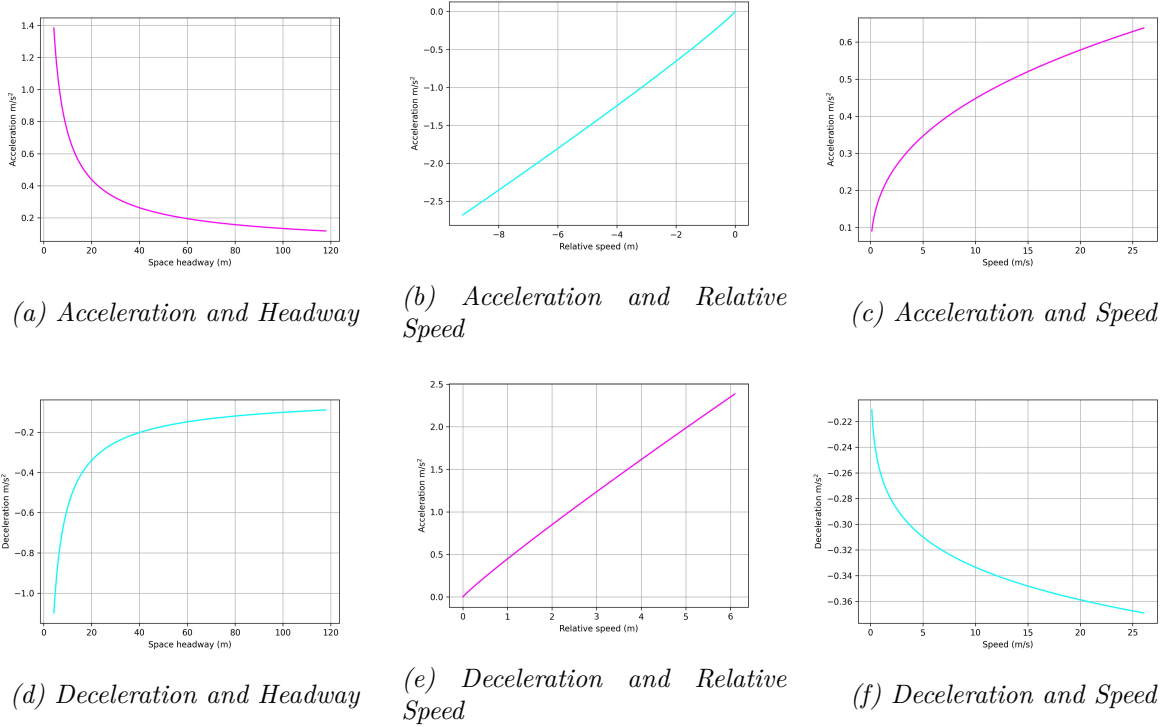 1.4
1.2
1.0
0.8
0.6
0.4
0.2
Acceleration m/s²
0 20 40 60 80 100 120
Space headway (m)
(a) Acceleration and Headway
0.0
−0.5
−1.0
−1.5
−2.0
−2.5
Acceleration m/s²
−8 −6 −4 −2 0
Relative speed (m)
(b) Acceleration and Relative
Speed
0.6
0.5
0.4
0.3
0.2
0.1
Acceleration m/s²
0 5 10 15 20 25
Speed (m/s)
(c) Acceleration and Speed
−0.2
−0.4
−0.6
−0.8
−1.0
Deceleration m/s²
0 20 40 60 80 100 120
Space headway (m)
(d) Deceleration and Headway
2.5
2.0
1.5
1.0
0.5
0.0
Acceleration m/s²
0 1 2 3 4 5 6
Relative speed (m)
(e) Deceleration and Relative
Speed
−0.22
−0.24
−0.26
−0.28
−0.30
−0.32
−0.34
−0.36
Deceleration m/s²
0 5 10 15 20 25
Speed (m/s)
(f) Deceleration and Speed